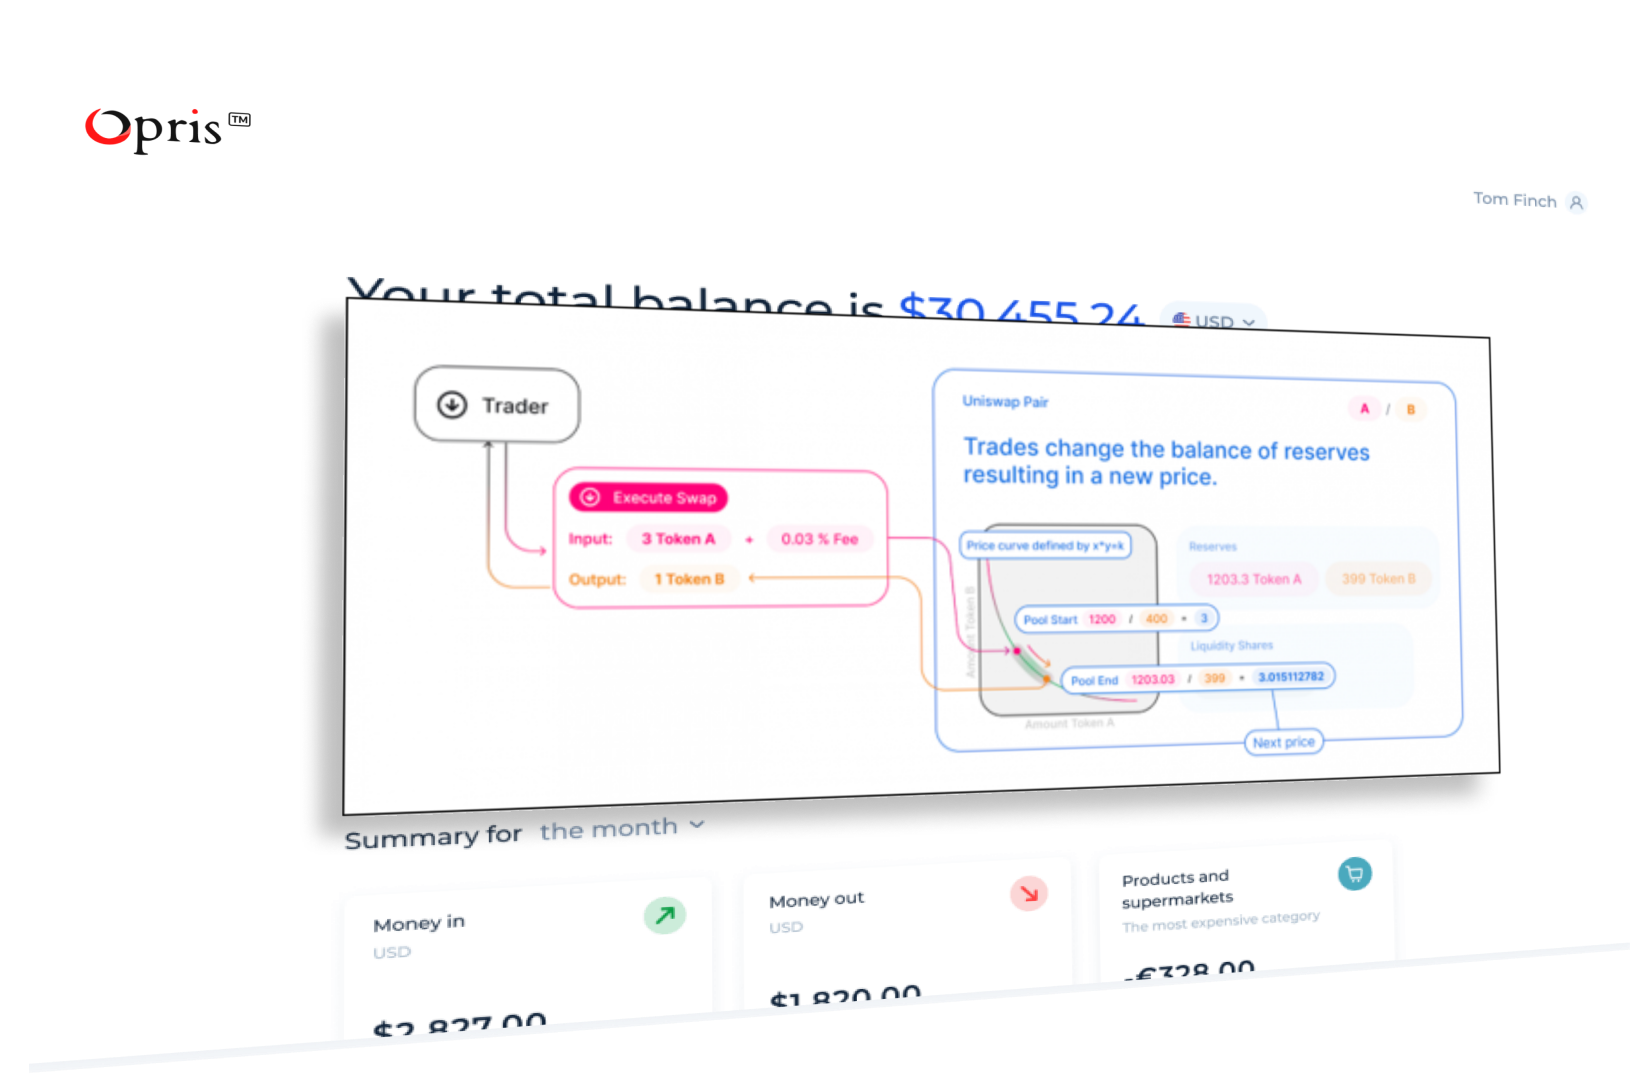 Opris TM
Tom Finch
Your total balance is $30,455.24 USD
Trader
Execute Swap
Input: 3 Token A + 0.03 % Fee
Output: 1 Token B
Uniswap Pair
A / B
Trades change the balance of reserves
resulting in a new price.
Price curve defined by x*y=k
Reserves
1203.3 Token A 399 Token B
Amount Token B
Pool Start 1200 / 400 = 3
Liquidity Shares
Pool End 1203.03 / 399 = 3.015112782
Amount Token A
Next price
Summary for the month
Money in
USD
$2,827.00
Money out
USD
$1,820.00
Products and
supermarkets
The most expensive category
-€328.00